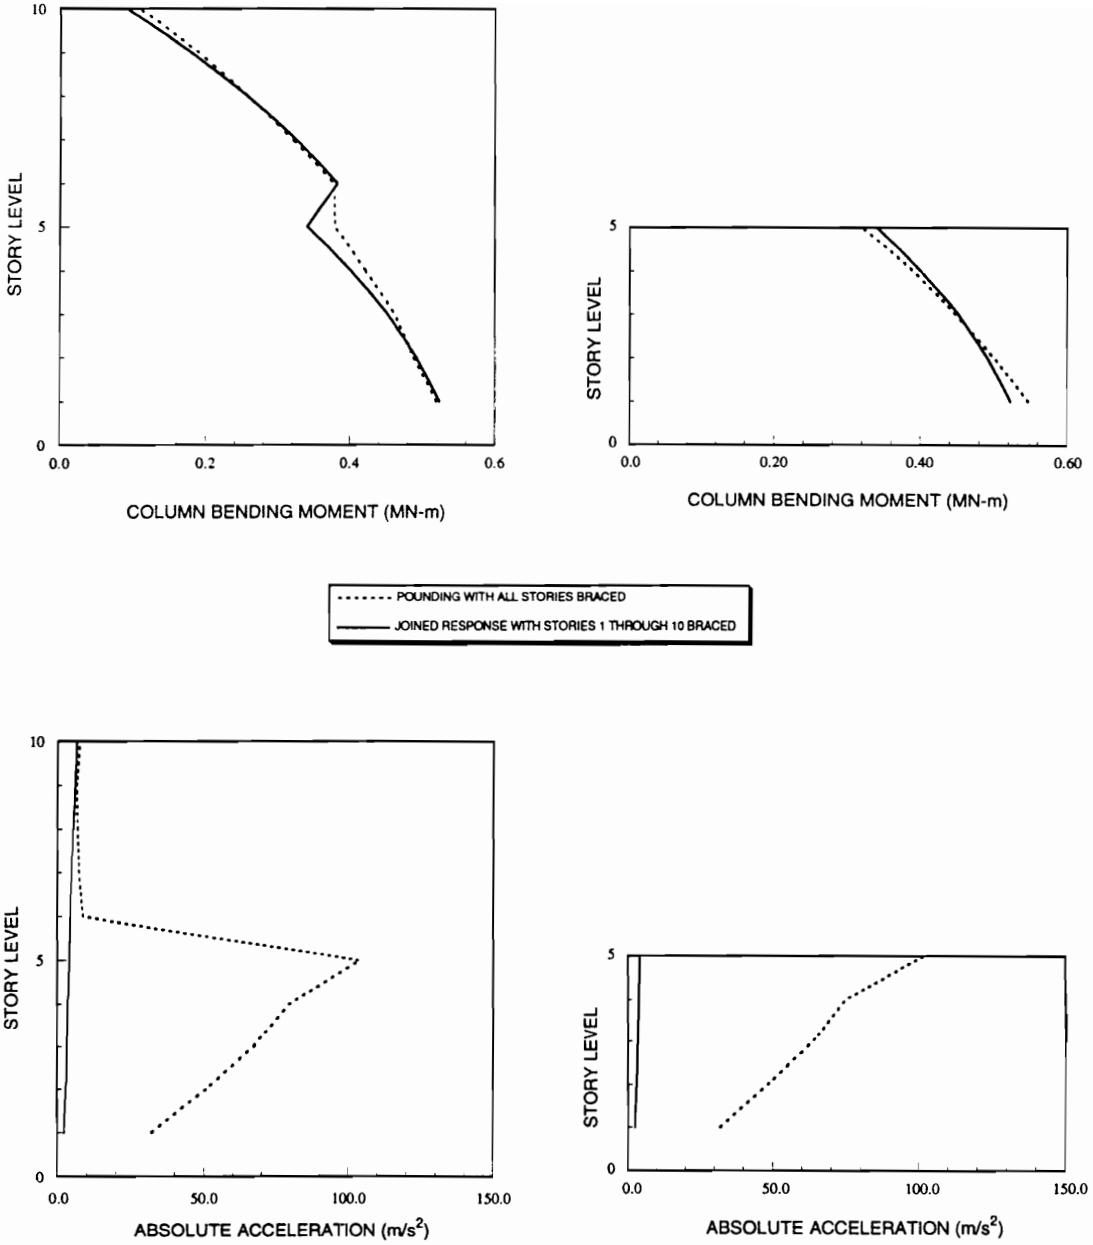 10
5
0
STORY LEVEL
0.0 0.2 0.4 0.6
COLUMN BENDING MOMENT (MN-m)
5
0
STORY LEVEL
0.0 0.20 0.40 0.60
COLUMN BENDING MOMENT (MN-m)
POUNDING WITH ALL STORIES BRACED
JOINED RESPONSE WITH STORIES 1 THROUGH 10 BRACED
10
5
0
STORY LEVEL
0.0 50.0 100.0 150.0
ABSOLUTE ACCELERATION (m/s²)
5
0
STORY LEVEL
0.0 50.0 100.0 150.0
ABSOLUTE ACCELERATION (m/s²)